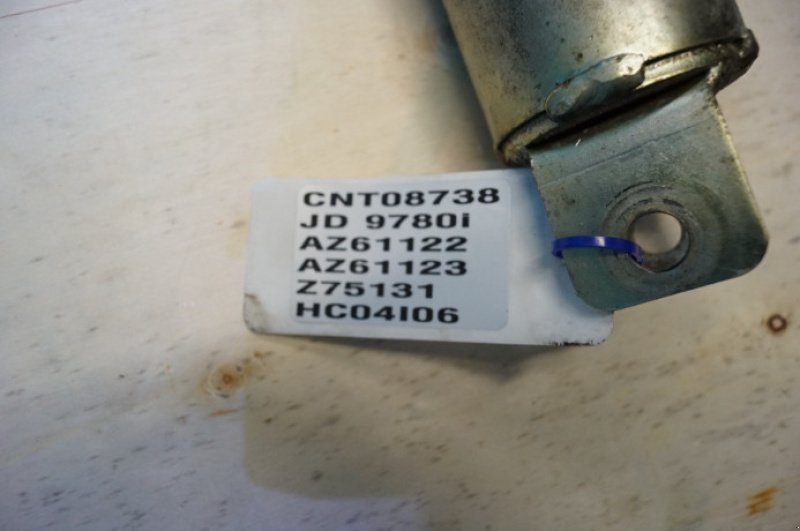 CNT08738
JD 9780i
AZ61122
AZ61123
Z75131
HC04I06